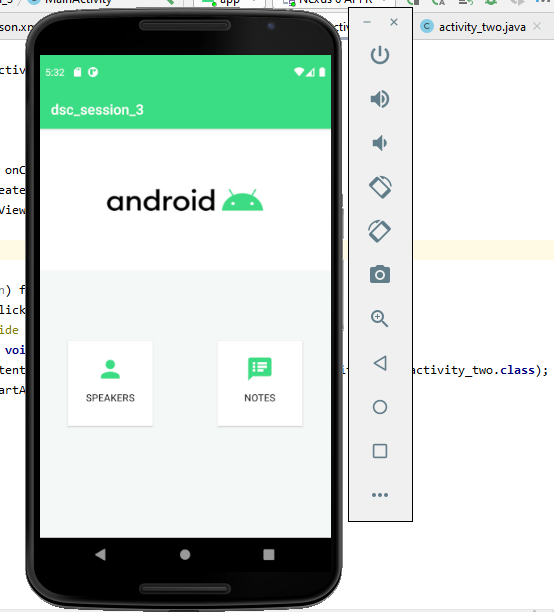 _3
MainActivity
app
Nexus 6 API R
son.xm
activity_two.java
activ
5:32
dsc_session_3
onC
eate
View
android
n) f
lick
ide
voi
SPEAKERS
NOTES
tent
activity_two.class);
artA